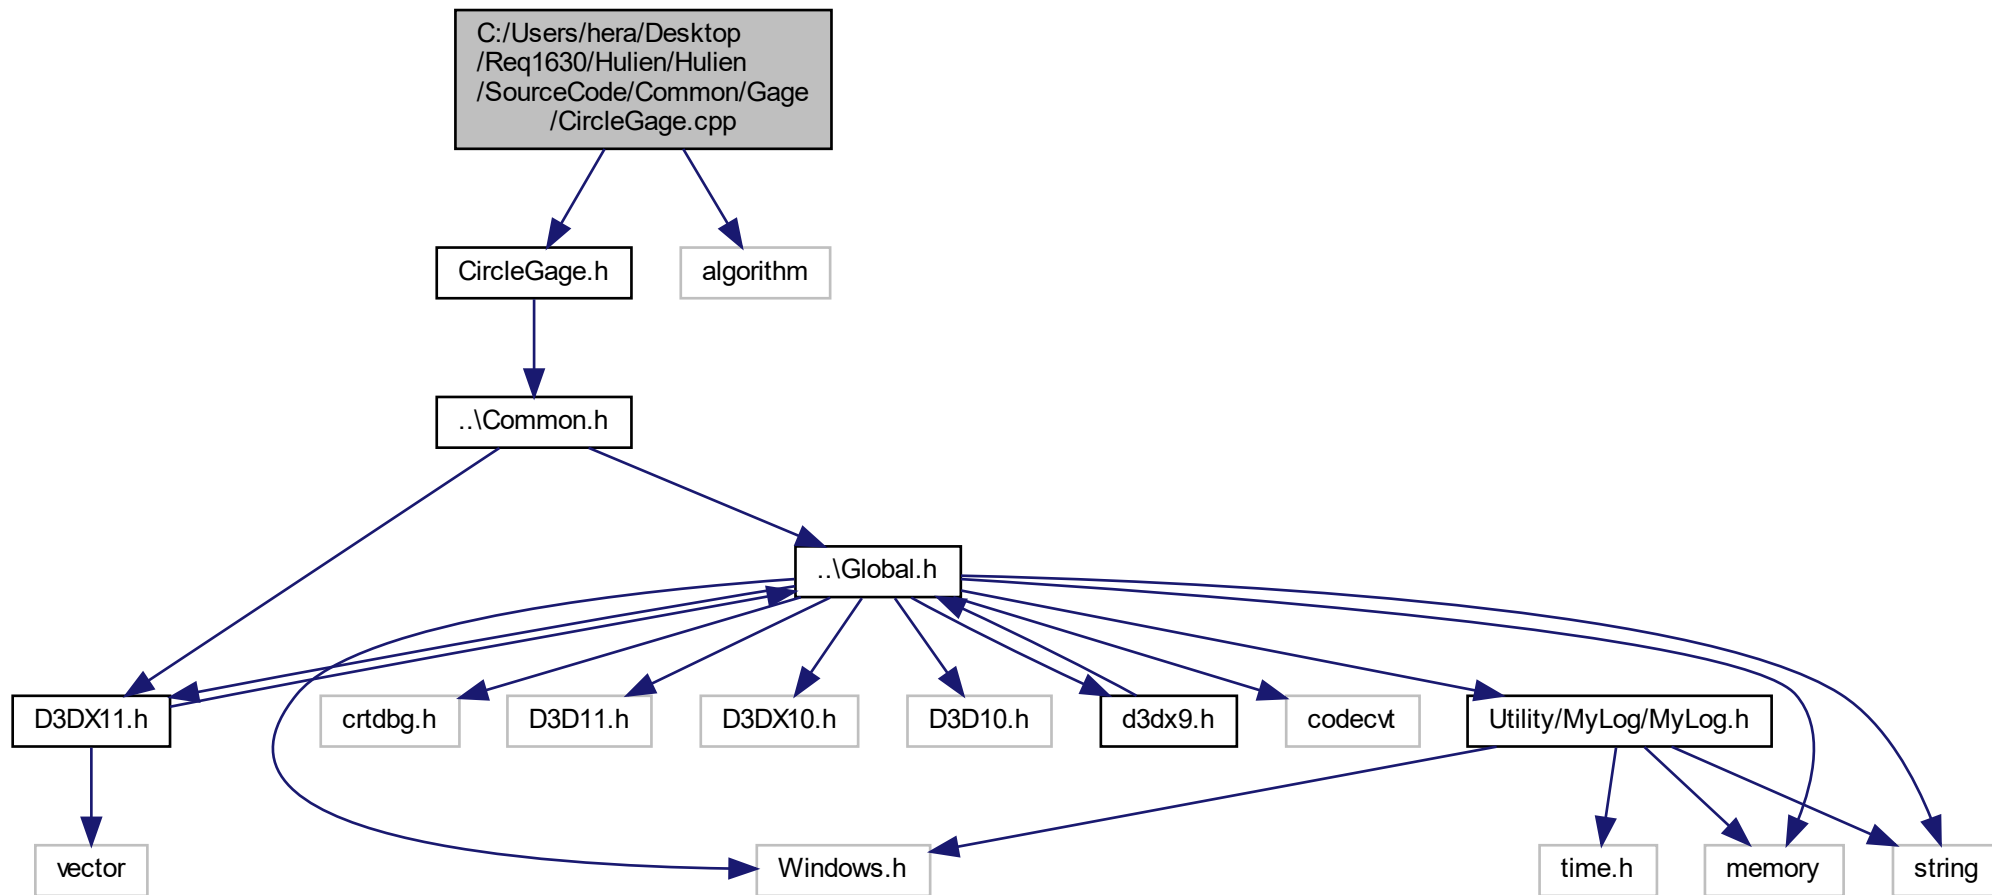 C:/Users/hera/Desktop
/Req1630/Hulien/Hulien
/SourceCode/Common/Gage
/CircleGage.cpp
CircleGage.h
algorithm
..\Common.h
..\Global.h
D3DX11.h
crtdbg.h
D3D11.h
D3DX10.h
D3D10.h
d3dx9.h
codecvt
Utility/MyLog/MyLog.h
vector
Windows.h
time.h
memory
string